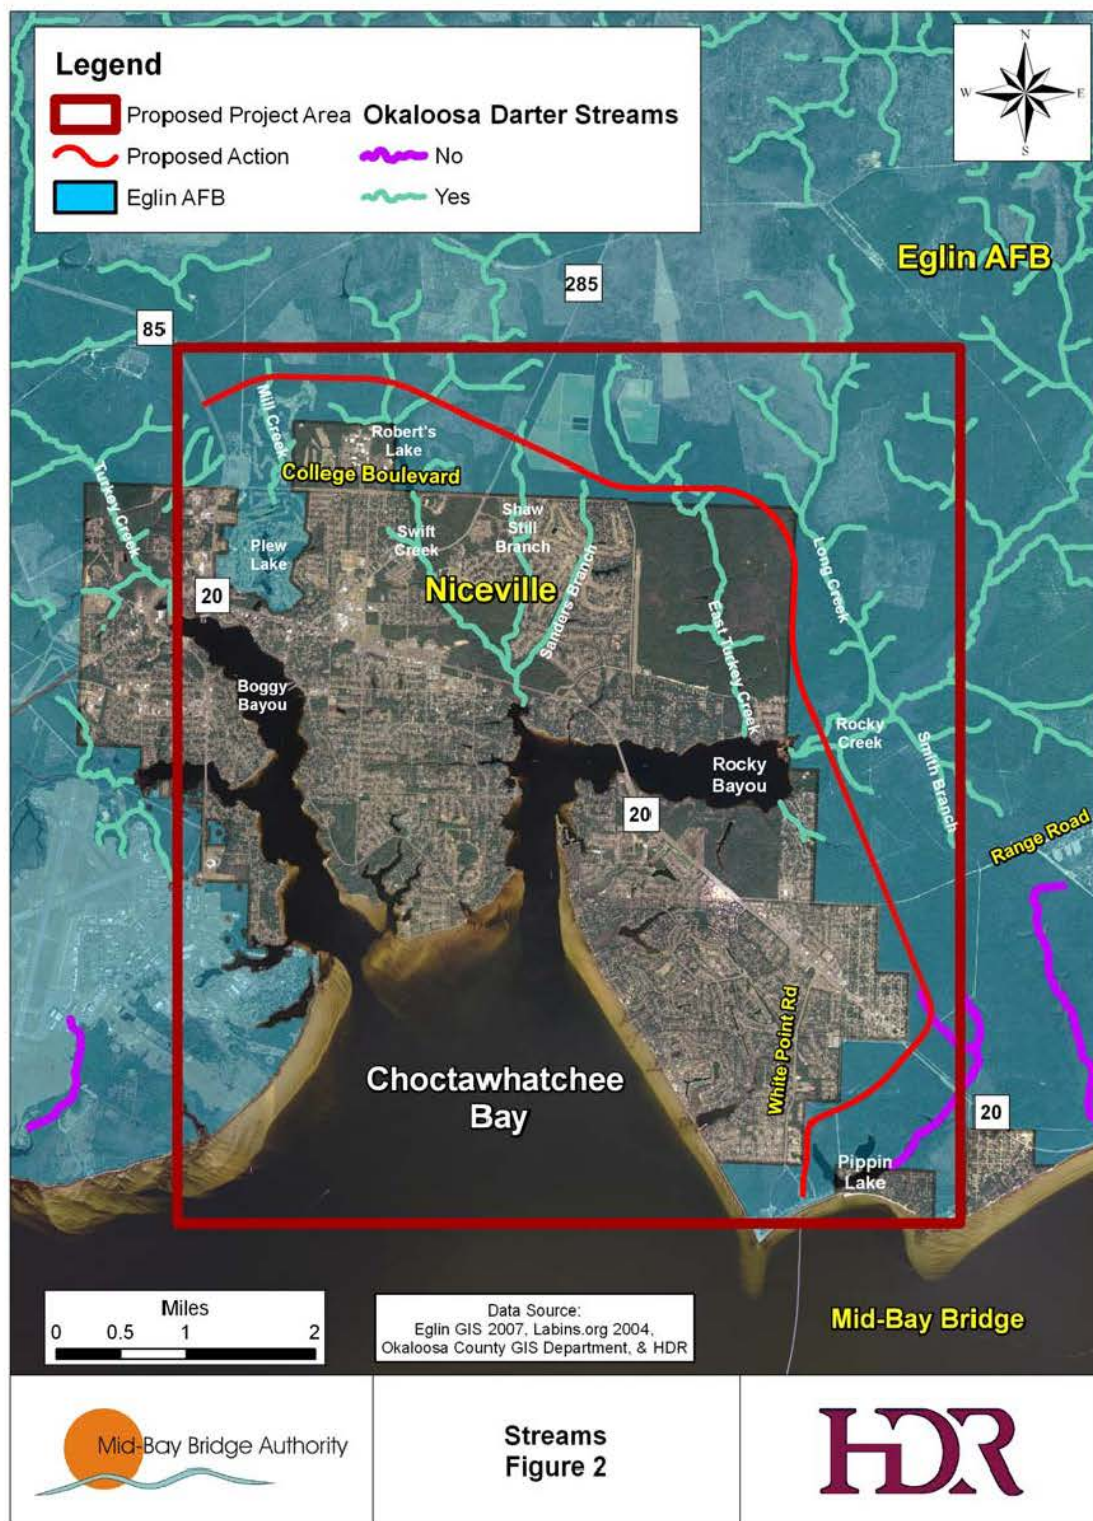 Legend
Proposed Project Area
Proposed Action
Eglin AFB
Okaloosa Darter Streams
No
Yes
N
W
E
S
Eglin AFB
285
85
Mill Creek
Robert's
Lake
College Boulevard
Turkey Creek
Plew
Lake
Swift
Creek
Shaw
Still
Branch
Niceville
Sanders Branch
Long Creek
20
East Turkey Creek
Boggy
Bayou
Rocky
Creek
Smith Branch
Rocky
Bayou
20
Range Road
White Point Rd
Choctawhatchee
Bay
20
Pippin
Lake
Miles
0 0.5 1 2
Data Source:
Eglin GIS 2007, Labins.org 2004,
Okaloosa County GIS Department, & HDR
Mid-Bay Bridge
Mid-Bay Bridge Authority
Streams
Figure 2
HDR